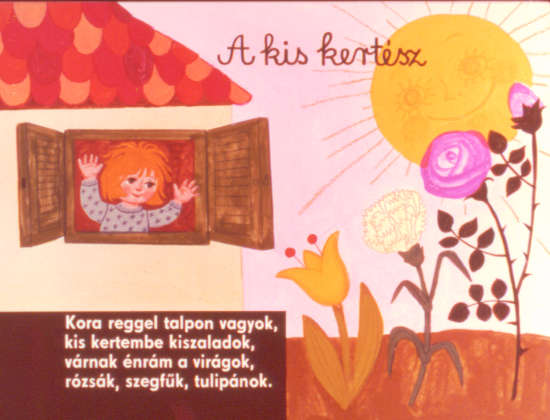 A kis kertész
Kora reggel talpon vagyok,
kis kertembe kiszaladok,
várnak énrám a virágok,
rózsák, szegfűk, tulipánok.